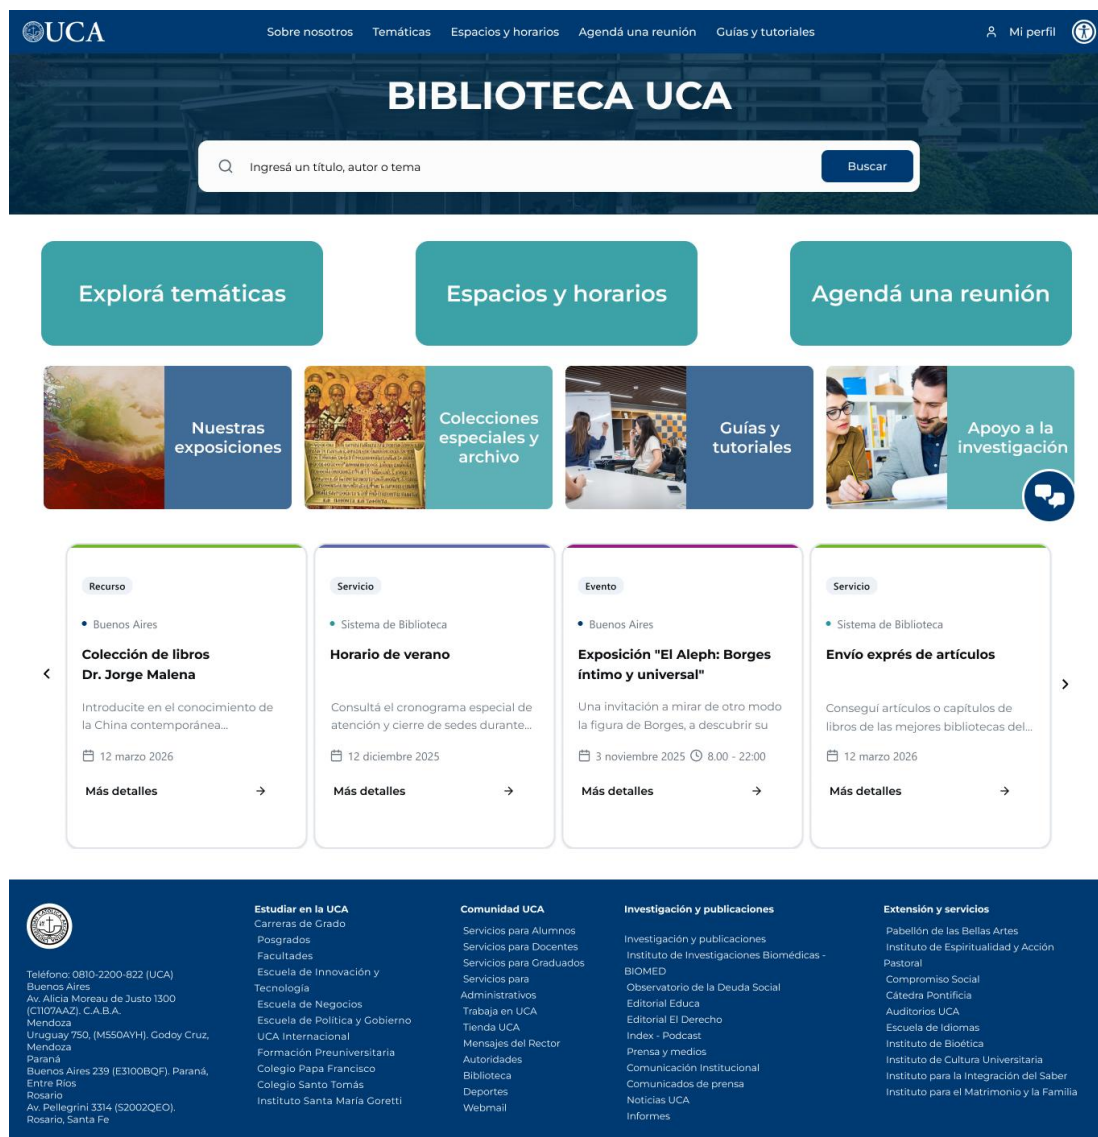 UCA
Sobre nosotros Temáticas Espacios y horarios Agendá una reunión Guías y tutoriales
Mi perfil
BIBLIOTECA UCA
Ingresá un título, autor o tema
Buscar
Explorá temáticas
Espacios y horarios
Agendá una reunión
Nuestras
exposiciones
Colecciones
especiales y
archivo
Guías y
tutoriales
Apoyo a la
investigación
Recurso
Buenos Aires
Colección de libros
Dr. Jorge Malena
Introducite en el conocimiento de
la China contemporánea...
12 marzo 2026
Más detalles
Servicio
Sistema de Biblioteca
Horario de verano
Consultá el cronograma especial de
atención y cierre de sedes durante...
12 diciembre 2025
Más detalles
Evento
Buenos Aires
Exposición "El Aleph: Borges
íntimo y universal"
Una invitación a mirar de otro modo
la figura de Borges, a descubrir su
3 noviembre 2025 8.00 - 22:00
Más detalles
Servicio
Sistema de Biblioteca
Envío exprés de artículos
Conseguí artículos o capítulos de
libros de las mejores bibliotecas del...
12 marzo 2026
Más detalles
Teléfono: 0810-2200-822 (UCA)
Buenos Aires
Av. Alicia Moreau de Justo 1300
(C1107AAZ). C.A.B.A.
Mendoza
Uruguay 750, (M550AYH). Godoy Cruz,
Mendoza
Paraná
Buenos Aires 239 (E3100BQF). Paraná,
Entre Ríos
Rosario
Av. Pellegrini 3314 (S2002QEO).
Rosario, Santa Fe
Estudiar en la UCA
Carreras de Grado
Posgrados
Facultades
Escuela de Innovación y
Tecnología
Escuela de Negocios
Escuela de Política y Gobierno
UCA Internacional
Formación Preuniversitaria
Colegio Papa Francisco
Colegio Santo Tomás
Instituto Santa María Goretti
Comunidad UCA
Servicios para Alumnos
Servicios para Docentes
Servicios para Graduados
Servicios para
Administrativos
Trabaja en UCA
Tienda UCA
Mensajes del Rector
Autoridades
Biblioteca
Deportes
Webmail
Investigación y publicaciones
Investigación y publicaciones
Instituto de Investigaciones Biomédicas -
BIOMED
Observatorio de la Deuda Social
Editorial Educa
Editorial El Derecho
Index - Podcast
Prensa y medios
Comunicación Institucional
Comunicados de prensa
Noticias UCA
Informes
Extensión y servicios
Pabellón de las Bellas Artes
Instituto de Espiritualidad y Acción
Pastoral
Compromiso Social
Cátedra Pontificia
Auditorios UCA
Escuela de Idiomas
Instituto de Bioética
Instituto de Cultura Universitaria
Instituto para la Integración del Saber
Instituto para el Matrimonio y la Familia